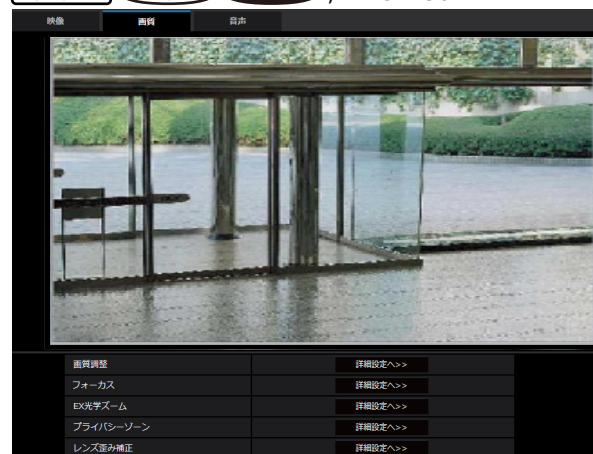 映像 画質 音声
画質調整 詳細設定へ>>
フォーカス 詳細設定へ>>
EX光学ズーム 詳細設定へ>>
プライバシーゾーン 詳細設定へ>>
レンズ歪み補正 詳細設定へ>>